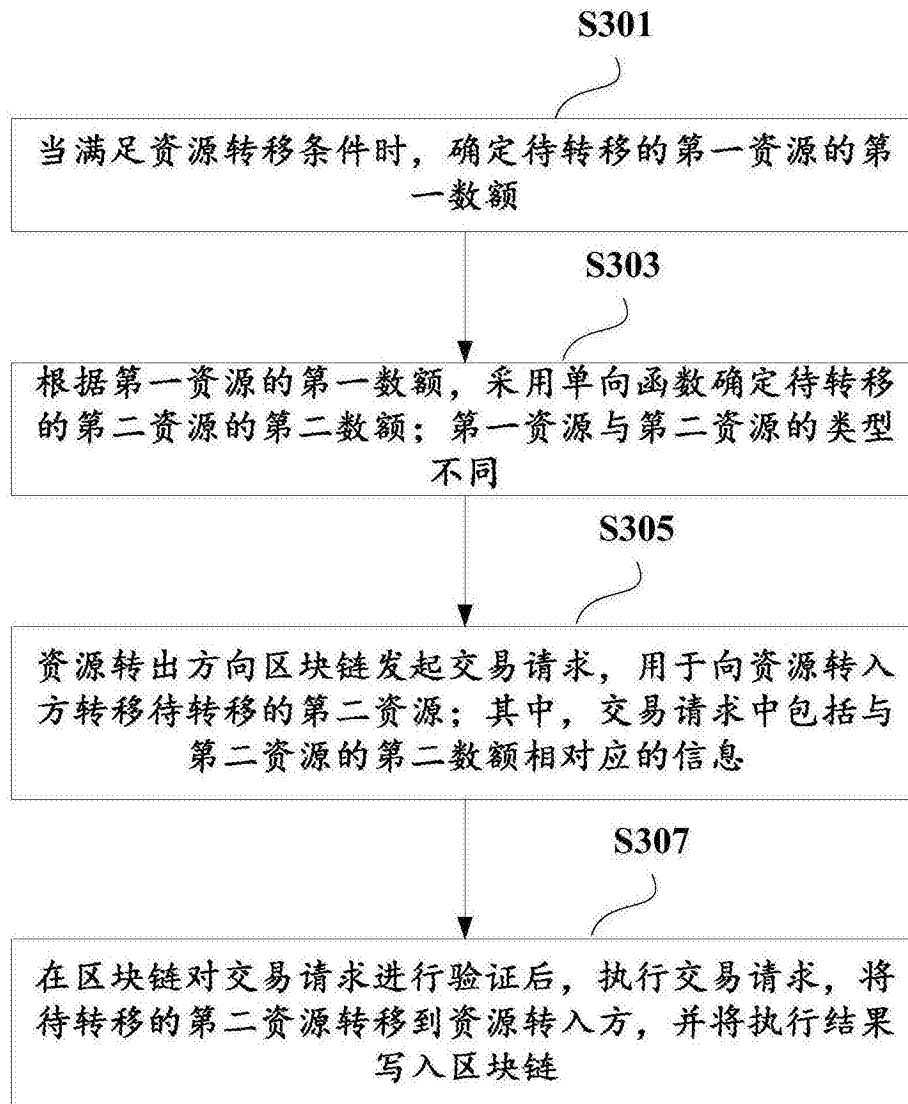 S301
当满足资源转移条件时，确定待转移的第一资源的第
一数额
S303
根据第一资源的第一数额，采用单向函数确定待转移
的第二资源的第二数额；第一资源与第二资源的类型
不同
S305
资源转出方向区块链发起交易请求，用于向资源转入
方转移待转移的第二资源；其中，交易请求中包括与
第二资源的第二数额相对应的信息
S307
在区块链对交易请求进行验证后，执行交易请求，将
待转移的第二资源转移到资源转入方，并将执行结果
写入区块链